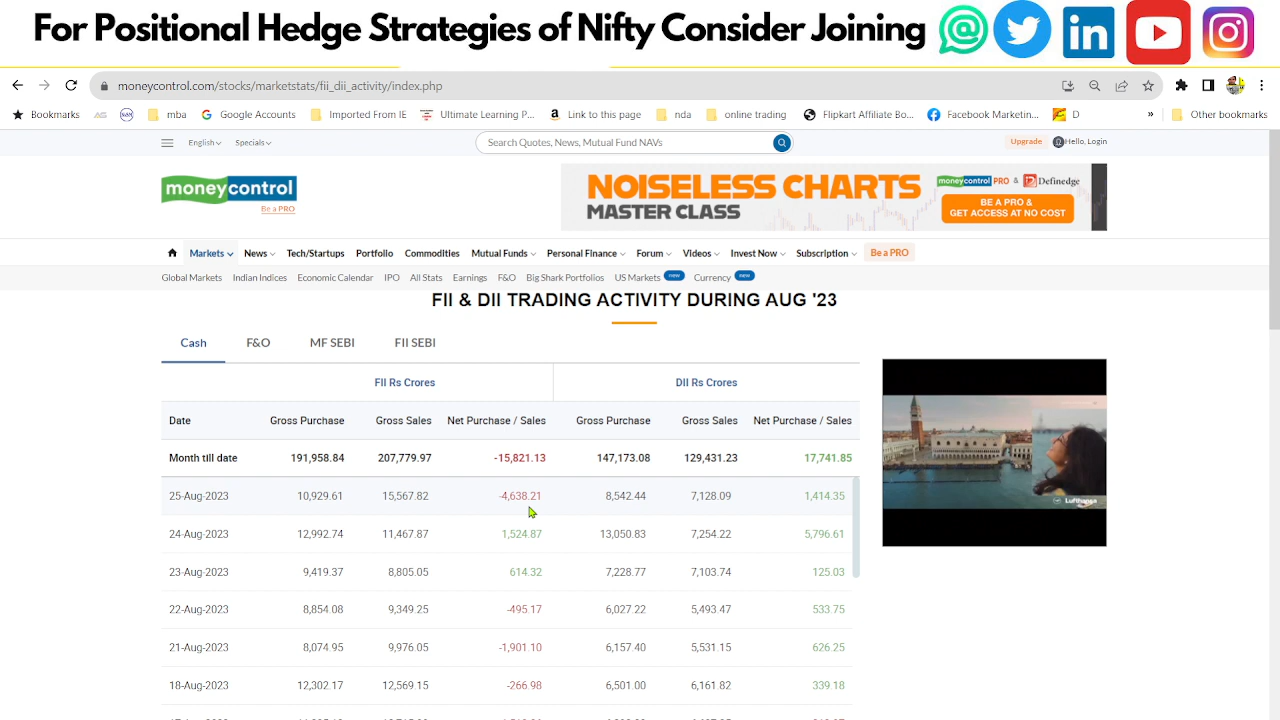 For Positional Hedge Strategies of Nifty Consider Joining
moneycontrol.com/stocks/marketstats/fii_dii_activity/index.php
Bookmarks mba Google Accounts Import From IE Ultimate Learning P... Link to this page nda online trading Flipkart Affiliate Bo... Facebook Marketin... D » Other bookmarks
English Specials Search Quotes, News, Mutual Fund NAVs Upgrade Hello, Login
moneycontrol
Be a PRO
NOISELESS CHARTS
MASTER CLASS
moneycontrol PRO & Definedge
BE A PRO &
GET ACCESS AT NO COST
Markets News Tech/Startups Portfolio Commodities Mutual Funds Personal Finance Forum Videos Invest Now Subscription Be a PRO
Global Markets Indian Indices Economic Calendar IPO All Stats Earnings F&O Big Shark Portfolios US Markets new Currency new
FII & DII TRADING ACTIVITY DURING AUG '23
Cash F&O MF SEBI FII SEBI
FII Rs Crores DII Rs Crores
Date Gross Purchase Gross Sales Net Purchase / Sales Gross Purchase Gross Sales Net Purchase / Sales
Month till date 191,958.84 207,779.97 -15,821.13 147,173.08 129,431.23 17,741.85
25-Aug-2023 10,929.61 15,567.82 -4,638.21 8,542.44 7,128.09 1,414.35
24-Aug-2023 12,992.74 11,467.87 1,524.87 13,050.83 7,254.22 5,796.61
23-Aug-2023 9,419.37 8,805.05 614.32 7,228.77 7,103.74 125.03
22-Aug-2023 8,854.08 9,349.25 -495.17 6,027.22 5,493.47 533.75
21-Aug-2023 8,074.95 9,976.05 -1,901.10 6,157.40 5,531.15 626.25
18-Aug-2023 12,302.17 12,569.15 -266.98 6,501.00 6,161.82 339.18
Lufthansa